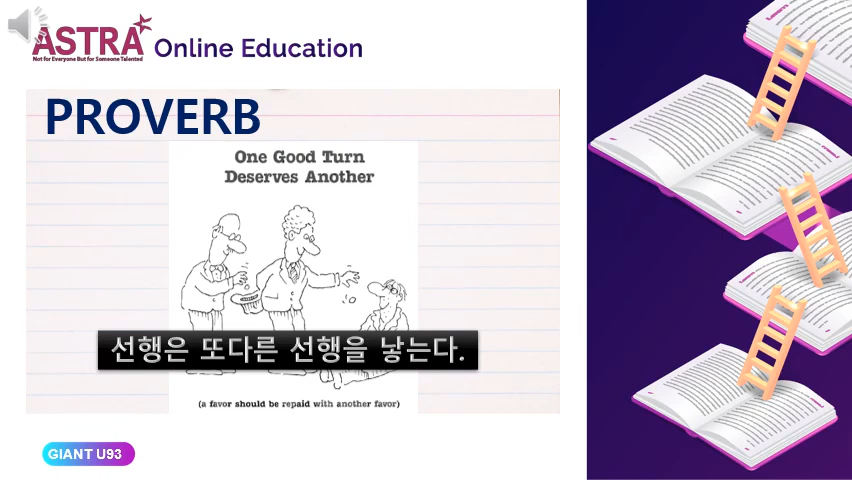 ASTRA
Not for Everyone But for Someone Talented
Online Education
PROVERB
One Good Turn
Deserves Another
선행은 또다른 선행을 낳는다.
(a favor should be repaid with another favor)
GIANT U93